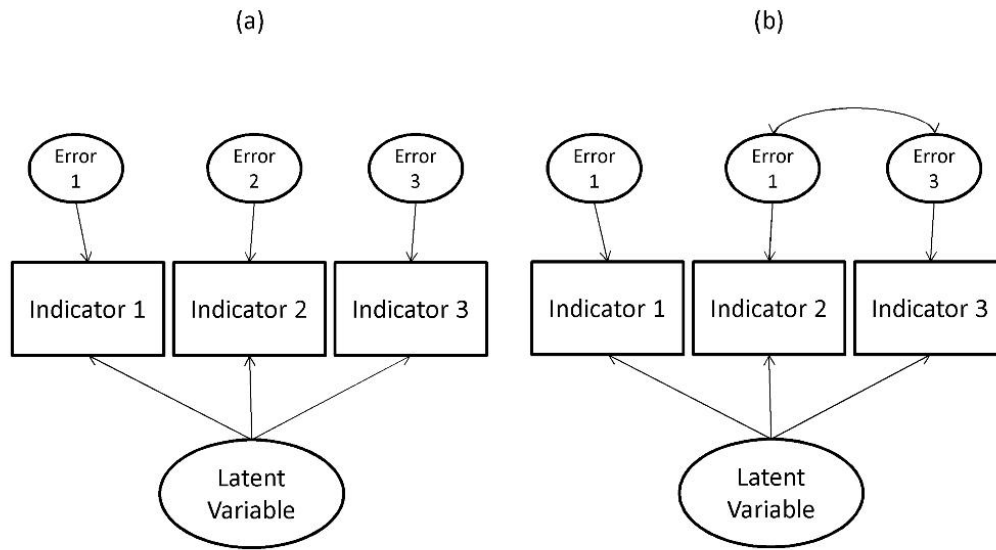 (a)
Error
1
Error
2
Error
3
Indicator 1
Indicator 2
Indicator 3
Latent
Variable
(b)
Error
1
Error
1
Error
3
Indicator 1
Indicator 2
Indicator 3
Latent
Variable